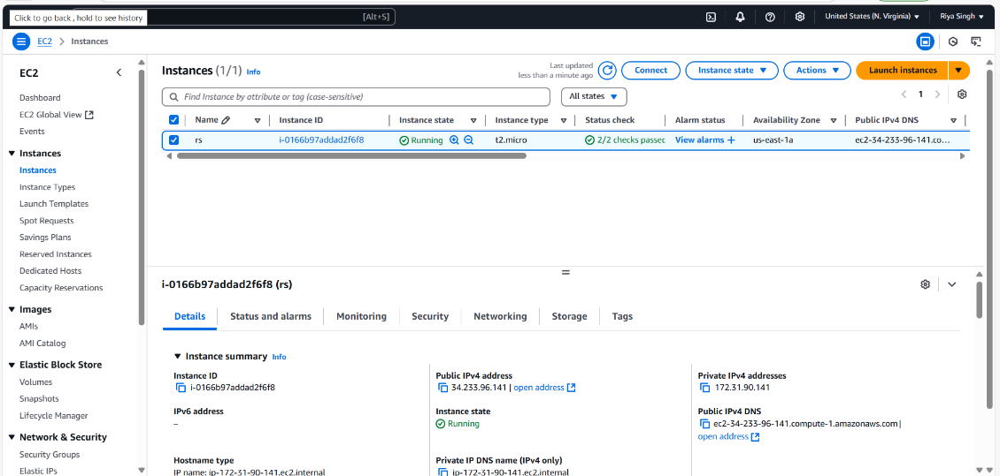 Click to go back , hold to see history
[Alt+S]
United States (N. Virginia)
Riya Singh
EC2 > Instances
EC2
Dashboard
EC2 Global View
Events
Instances
Instances
Instance Types
Launch Templates
Spot Requests
Savings Plans
Reserved Instances
Dedicated Hosts
Capacity Reservations
Images
AMIs
AMI Catalog
Elastic Block Store
Volumes
Snapshots
Lifecycle Manager
Network & Security
Security Groups
Elastic IPs
Instances (1/1) Info
Last updated
less than a minute ago
Connect
Instance state
Actions
Launch instances
Find Instance by attribute or tag (case-sensitive)
All states
1
Name Instance ID Instance state Instance type Status check Alarm status Availability Zone Public IPv4 DNS
rs i-0166b97addad2f6f8 Running t2.micro 2/2 checks passec View alarms + us-east-1a ec2-34-233-96-141.co...
i-0166b97addad2f6f8 (rs)
Details Status and alarms Monitoring Security Networking Storage Tags
Instance summary Info
Instance ID
i-0166b97addad2f6f8
Public IPv4 address
34.233.96.141 | open address
Private IPv4 addresses
172.31.90.141
IPv6 address
–
Instance state
Running
Public IPv4 DNS
ec2-34-233-96-141.compute-1.amazonaws.com |
open address
Hostname type
IP name: ip-172-31-90-141.ec2.internal
Private IP DNS name (IPv4 only)
ip-172-31-90-141.ec2.internal